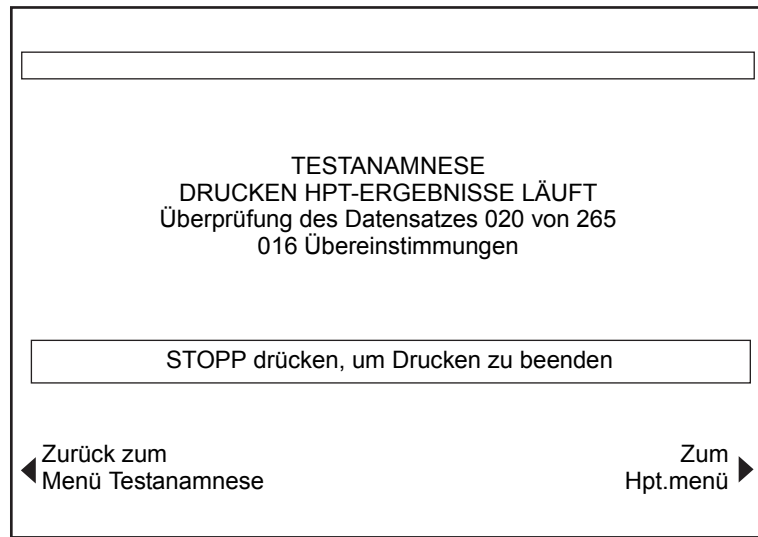 TESTANAMNESE
DRUCKEN HPT-ERGEBNISSE LÄUFT
Überprüfung des Datensatzes 020 von 265
016 Übereinstimmungen
STOPP drücken, um Drucken zu beenden
Zurück zum
Menü Testanamnese
Zum
Hpt.menü